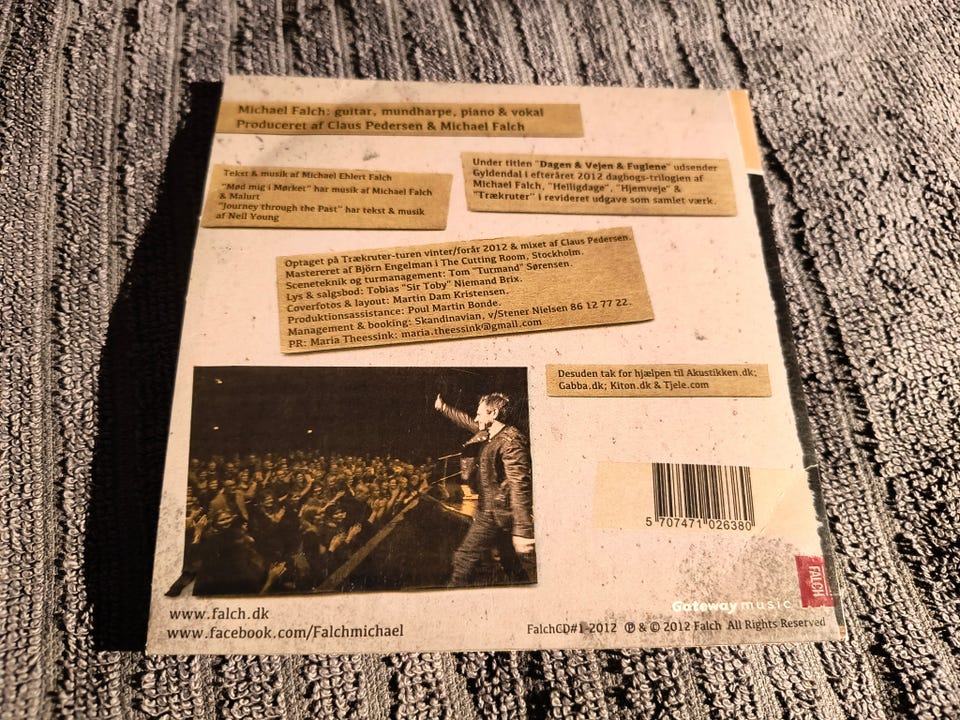 Michael Falch: guitar, mundharpe, piano & vokal
Produceret af Claus Pedersen & Michael Falch
Tekst & musik af Michael Ehlert Falch
"Mød mig i Mørket" har musik af Michael Falch
& Malurt
"Journey through the Past" har tekst & musik
af Neil Young
Under titlen "Dagen & Vejen & Fuglene" udsender
Gyldendal i efteråret 2012 dagbogs-trilogien af
Michael Falch, "Helligdage", "Hjemveje" &
"Trækruter" i revideret udgave som samlet værk.
Optaget på Trækruter-turen vinter/forår 2012 & mixet af Claus Pedersen.
Mastereret af Björn Engelman i The Cutting Room, Stockholm.
Sceneteknik og turmanagement: Tom "Turmand" Sørensen.
Lys & salgsbod: Tobias "Sir Toby" Niemand Brix.
Coverfotos & layout: Martin Dam Kristensen.
Produktionsassistance: Poul Martin Bonde.
Management & booking: Skandinavian, v/Stener Nielsen 86 12 77 22.
PR: Maria Theessink: maria.theessink@gmail.com
Desuden tak for hjælpen til Akustikken.dk;
Gabba.dk; Kiton.dk & Tjele.com
5 707471 026380
FALCH
Gateway music
www.falch.dk
www.facebook.com/Falchmichael
FalchCD#1-2012 ℗ & © 2012 Falch All Rights Reserved